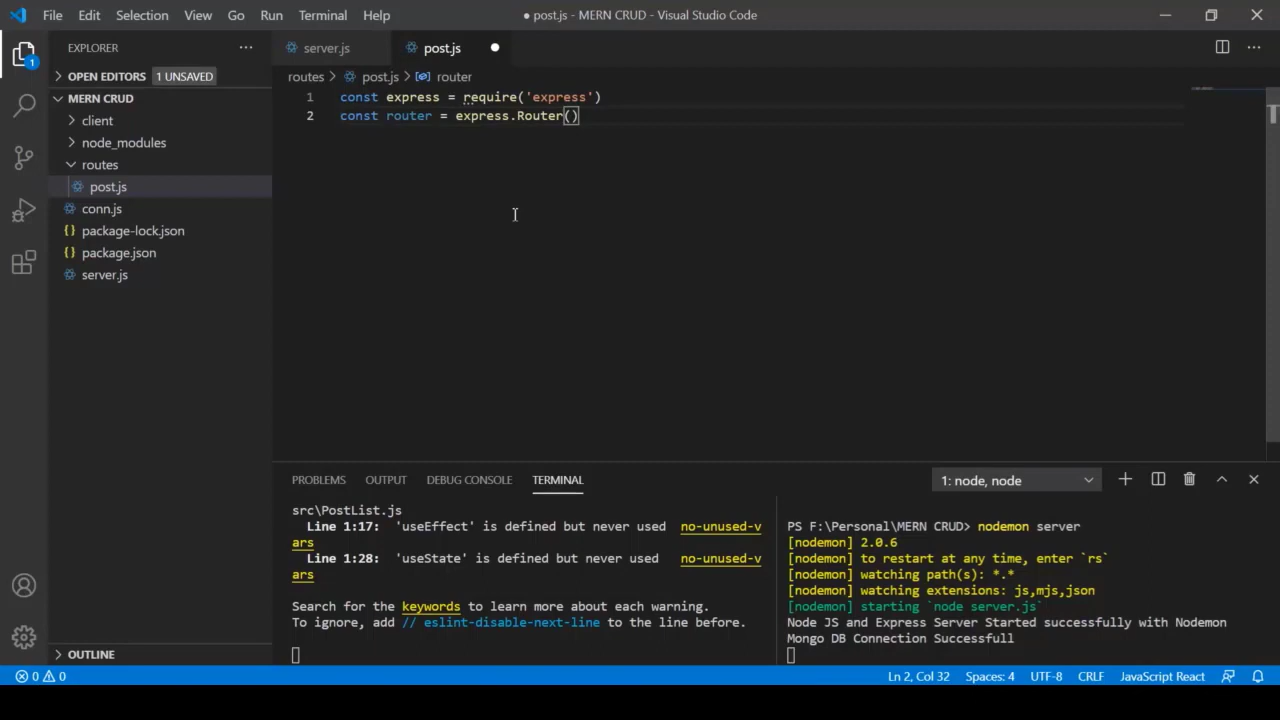 File Edit Selection View Go Run Terminal Help
● post.js - MERN CRUD - Visual Studio Code
EXPLORER
server.js
post.js
OPEN EDITORS 1 UNSAVED
routes > post.js > router
MERN CRUD
client
node_modules
routes
post.js
conn.js
package-lock.json
package.json
server.js
1
1 const express = require('express')
2 const router = express.Router()
PROBLEMS OUTPUT DEBUG CONSOLE TERMINAL
1: node, node
src\PostList.js
Line 1:17: 'useEffect' is defined but never used no-unused-v
ars
Line 1:28: 'useState' is defined but never used no-unused-v
ars
Search for the keywords to learn more about each warning.
To ignore, add // eslint-disable-next-line to the line before.
PS F:\Personal\MERN CRUD> nodemon server
[nodemon] 2.0.6
[nodemon] to restart at any time, enter `rs`
[nodemon] watching path(s): *.*
[nodemon] watching extensions: js,mjs,json
[nodemon] starting `node server.js`
Node JS and Express Server Started successfully with Nodemon
Mongo DB Connection Successfull
OUTLINE
0 0
Ln 2, Col 32 Spaces: 4 UTF-8 CRLF JavaScript React